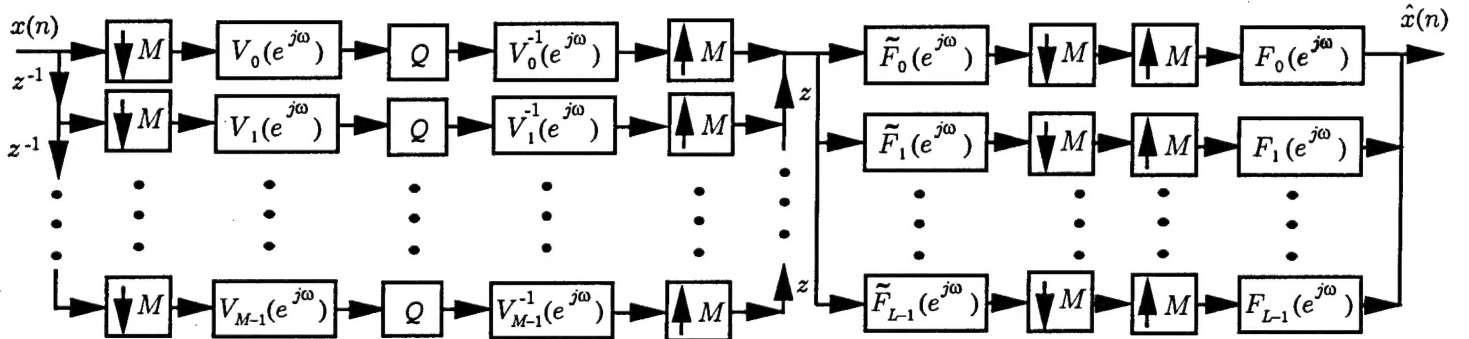 x(n) ↓M V_0(e^{jω}) Q V_0^{-1}(e^{jω}) ↑M F̃_0(e^{jω}) ↓M ↑M F_0(e^{jω}) x̂(n)
z^{-1} z
↓M V_1(e^{jω}) Q V_1^{-1}(e^{jω}) ↑M F̃_1(e^{jω}) ↓M ↑M F_1(e^{jω})
z^{-1}
z
↓M V_{M-1}(e^{jω}) Q V_{M-1}^{-1}(e^{jω}) ↑M F̃_{L-1}(e^{jω}) ↓M ↑M F_{L-1}(e^{jω})